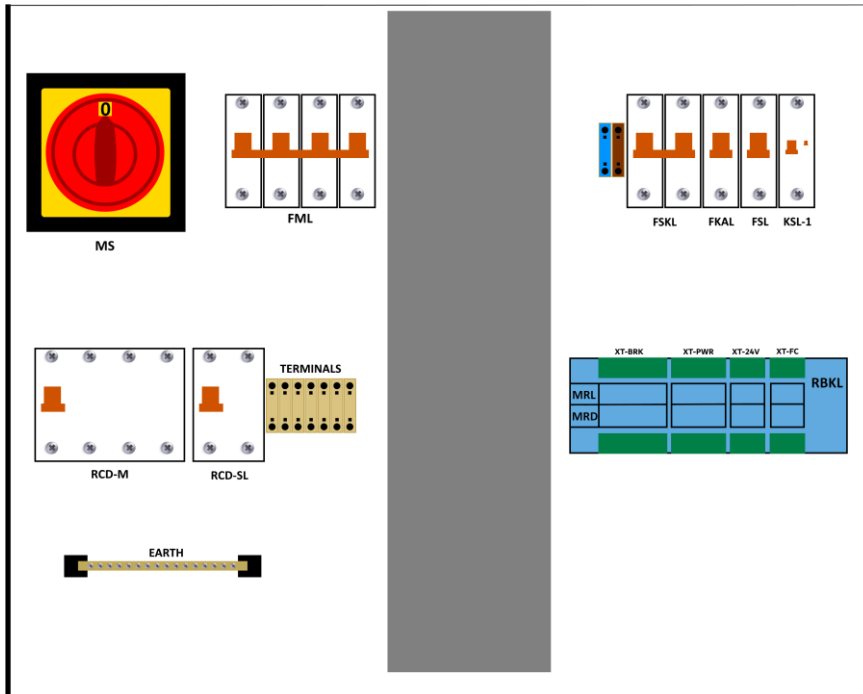 0
MS
FML
FSKL
FKAL
FSL
KSL-1
RCD-M
RCD-SL
TERMINALS
XT-BRK
XT-PWR
XT-24V
XT-FC
MRL
MRD
RBKL
EARTH